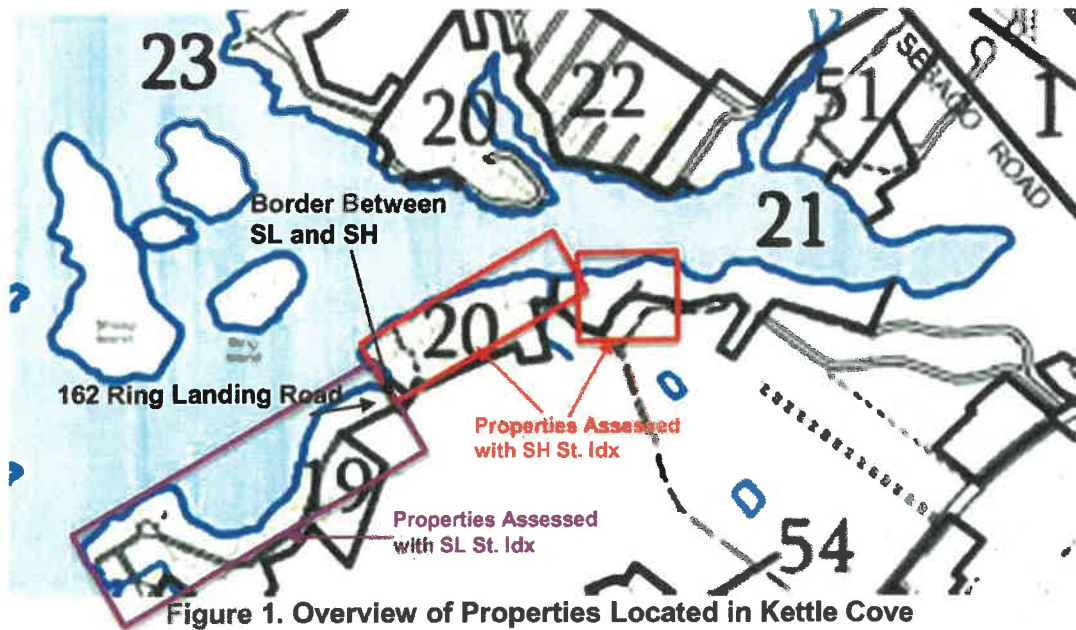 23
20
22
51
SEBAGO
ROAD
1
Border Between
SL and SH
21
20
162 Ring Landing Road
Properties Assessed
with SH St. Idx
19
Properties Assessed
with SL St. Idx
54
Figure 1. Overview of Properties Located in Kettle Cove